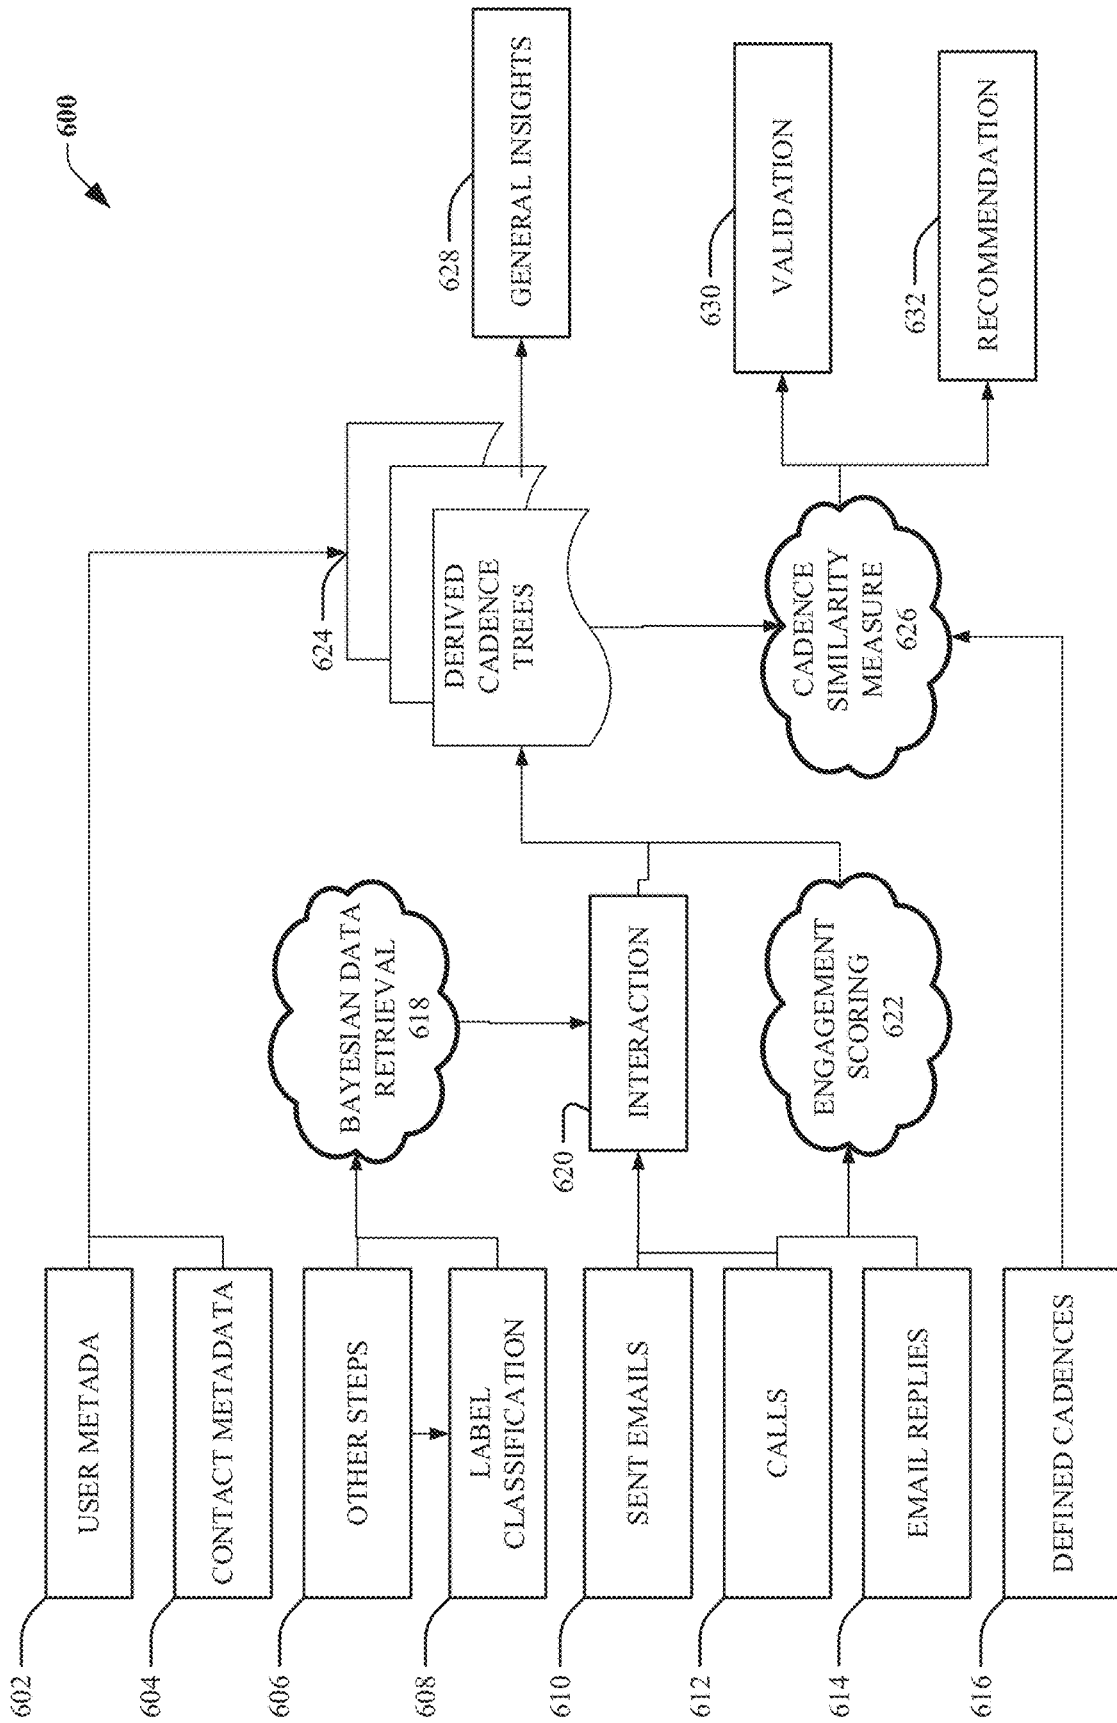 600
602
USER METADA
604
CONTACT METADATA
606
OTHER STEPS
608
LABEL
CLASSIFICATION
610
SENT EMAILS
612
CALLS
614
EMAIL REPLIES
616
DEFINED CADENCES
BAYESIAN DATA
RETRIEVAL
618
620
INTERACTION
ENGAGEMENT
SCORING
622
624
DERIVED
CADENCE
TREES
CADENCE
SIMILARITY
MEASURE
626
628
GENERAL INSIGHTS
630
VALIDATION
632
RECOMMENDATION